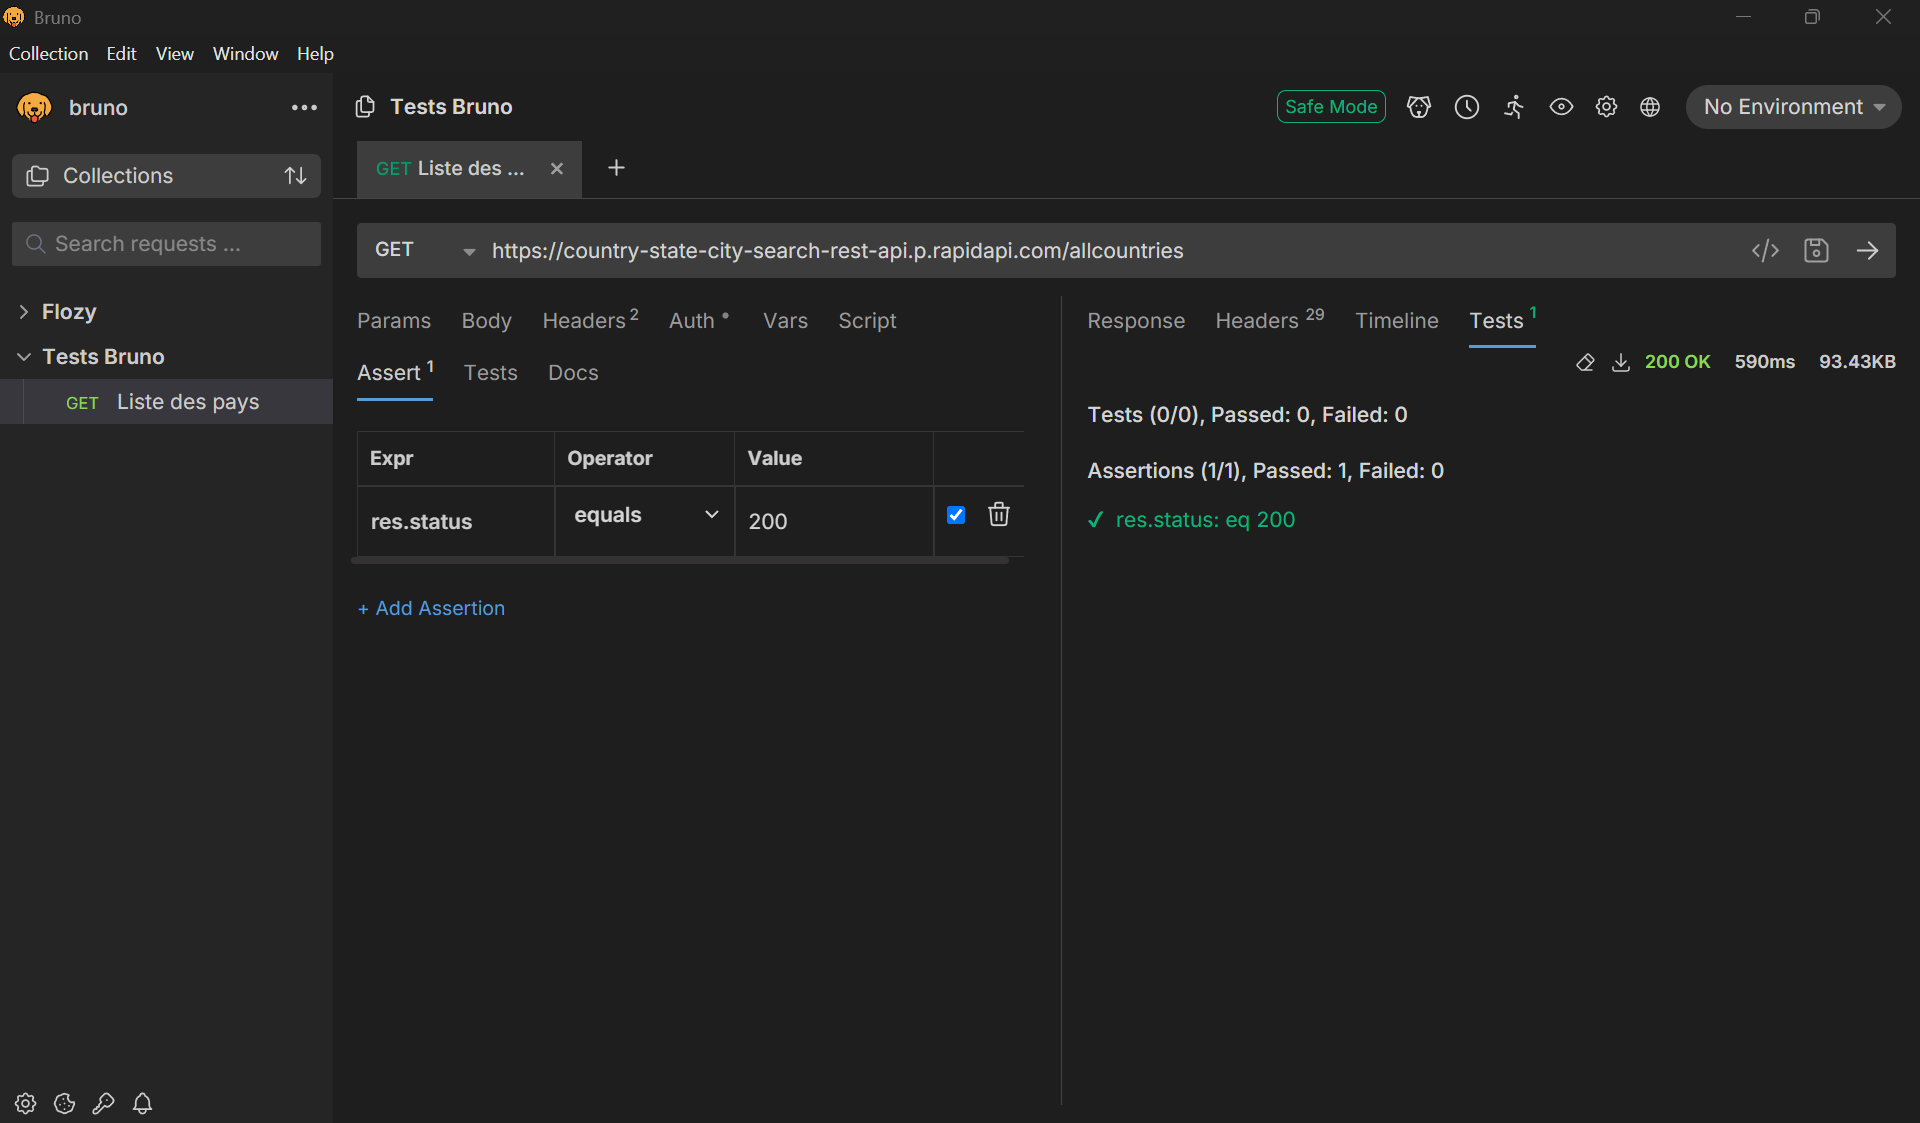 Bruno
Collection Edit View Window Help
bruno
Tests Bruno
Safe Mode
No Environment
Collections
GET Liste des ...
Search requests ...
GET https://country-state-city-search-rest-api.p.rapidapi.com/allcountries
Flozy
Tests Bruno
GET Liste des pays
Params Body Headers 2 Auth Vars Script
Assert 1 Tests Docs
Expr Operator Value
res.status equals 200
+ Add Assertion
Response Headers 29 Timeline Tests 1
200 OK 590ms 93.43KB
Tests (0/0), Passed: 0, Failed: 0
Assertions (1/1), Passed: 1, Failed: 0
✓ res.status: eq 200